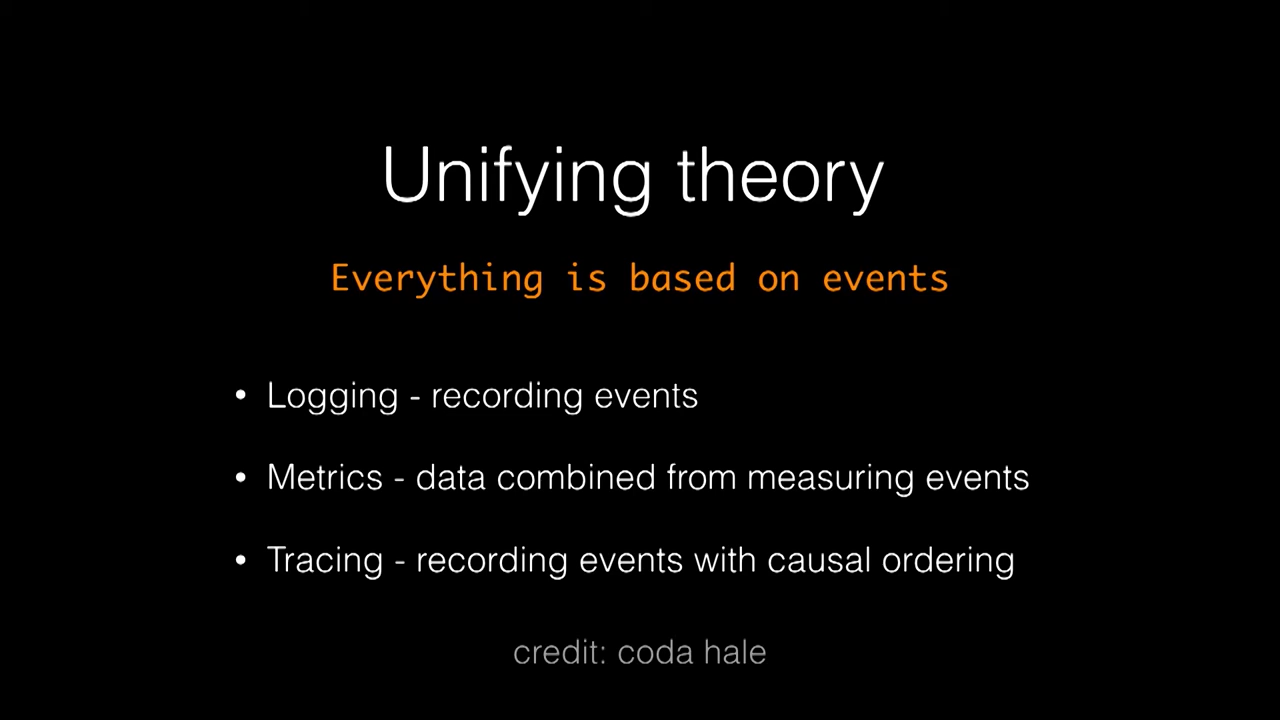 Unifying theory
Everything is based on events
• Logging - recording events
• Metrics - data combined from measuring events
• Tracing - recording events with causal ordering
credit: coda hale